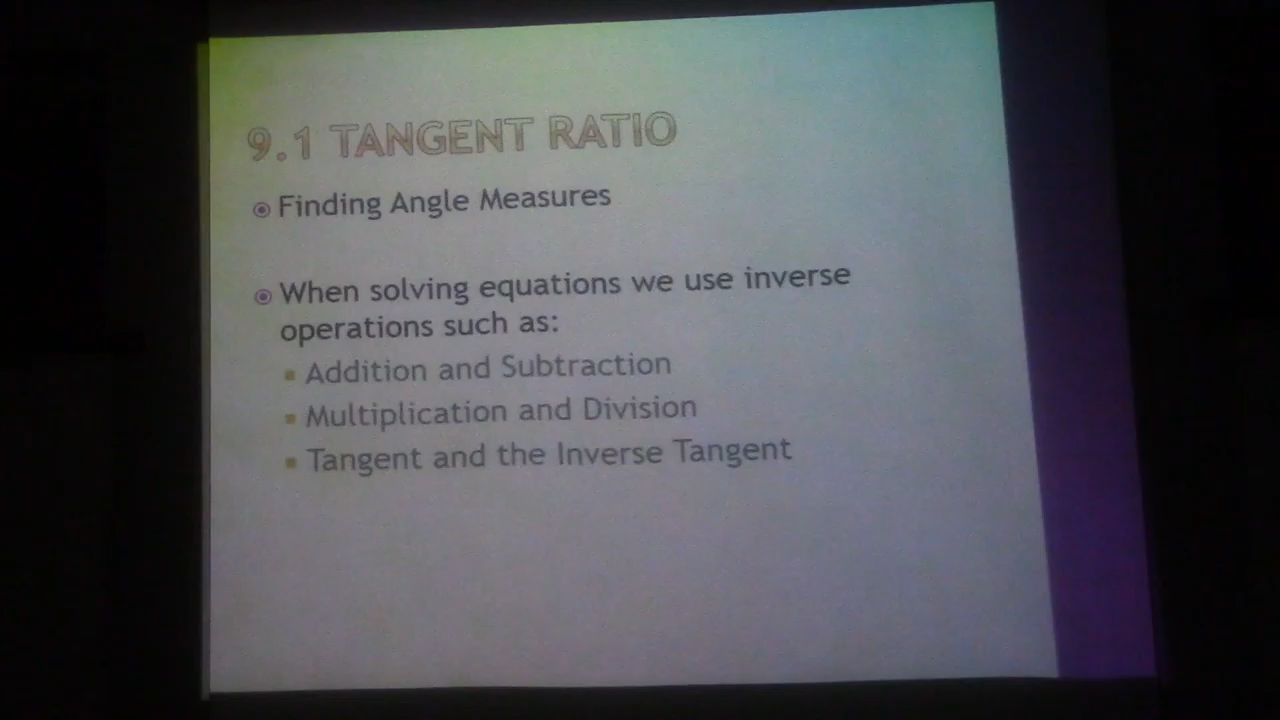 9.1 TANGENT RATIO
Finding Angle Measures
When solving equations we use inverse
operations such as:
Addition and Subtraction
Multiplication and Division
Tangent and the Inverse Tangent